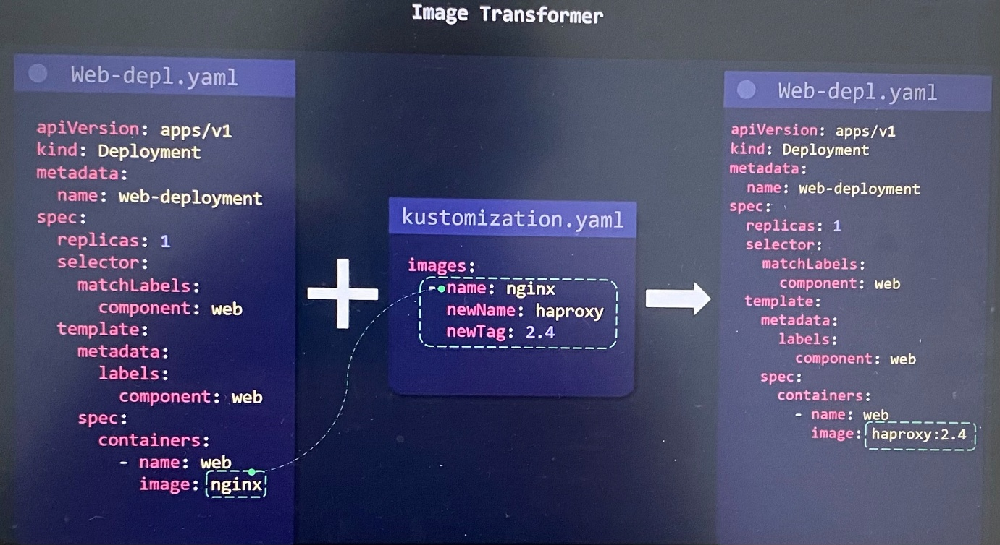 Image Transformer
Web-depl.yaml
apiVersion: apps/v1
kind: Deployment
metadata:
  name: web-deployment
spec:
  replicas: 1
  selector:
    matchLabels:
      component: web
  template:
    metadata:
      labels:
        component: web
    spec:
      containers:
        - name: web
          image: nginx
kustomization.yaml
images:
  - name: nginx
    newName: haproxy
    newTag: 2.4
Web-depl.yaml
apiVersion: apps/v1
kind: Deployment
metadata:
  name: web-deployment
spec:
  replicas: 1
  selector:
    matchLabels:
      component: web
  template:
    metadata:
      labels:
        component: web
    spec:
      containers:
        - name: web
          image: haproxy:2.4